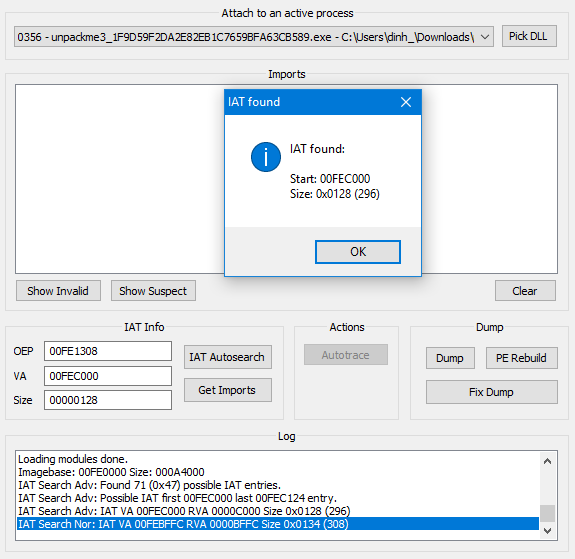 Attach to an active process
0356 - unpackme3_1F9D59F2DA2E82EB1C7659BFA63CB589.exe - C:\Users\dinh_\Downloads\
Pick DLL
Imports
IAT found
IAT found:
Start: 00FEC000
Size: 0x0128 (296)
OK
Show Invalid
Show Suspect
Clear
IAT Info
OEP 00FE1308
IAT Autosearch
VA 00FEC000
Get Imports
Size 00000128
Actions
Autotrace
Dump
Dump
PE Rebuild
Fix Dump
Log
Loading modules done.
Imagebase: 00FE0000 Size: 000A4000
IAT Search Adv: Found 71 (0x47) possible IAT entries.
IAT Search Adv: Possible IAT first 00FEC000 last 00FEC124 entry.
IAT Search Adv: IAT VA 00FEC000 RVA 0000C000 Size 0x0128 (296)
IAT Search Nor: IAT VA 00FEBFFC RVA 0000BFFC Size 0x0134 (308)